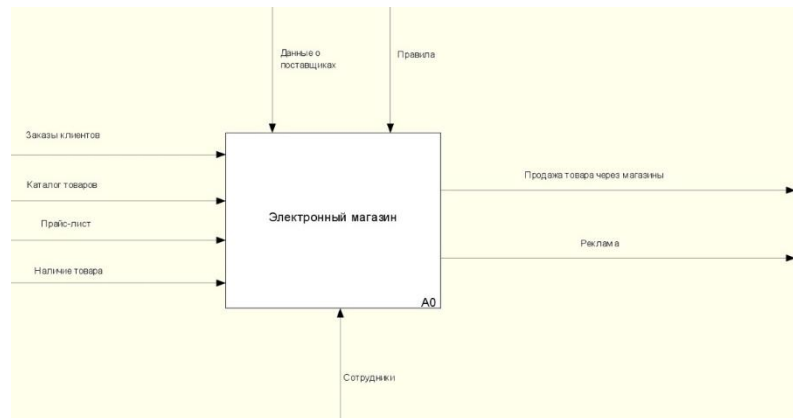 Данные о
поставщиках
Правила
Заказы клиентов
Каталог товаров
Прайс-лист
Наличие товара
Электронный магазин
A0
Продажа товара через магазины
Реклама
Сотрудники